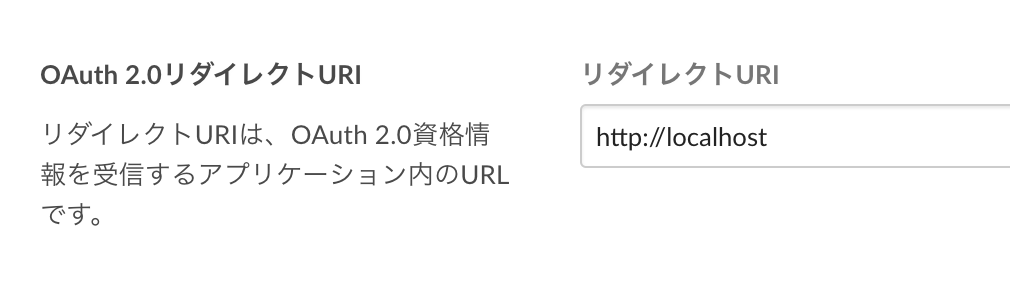 OAuth 2.0リダイレクトURI
リダイレクトURIは、OAuth 2.0資格情
報を受信するアプリケーション内のURL
です。
リダイレクトURI
http://localhost